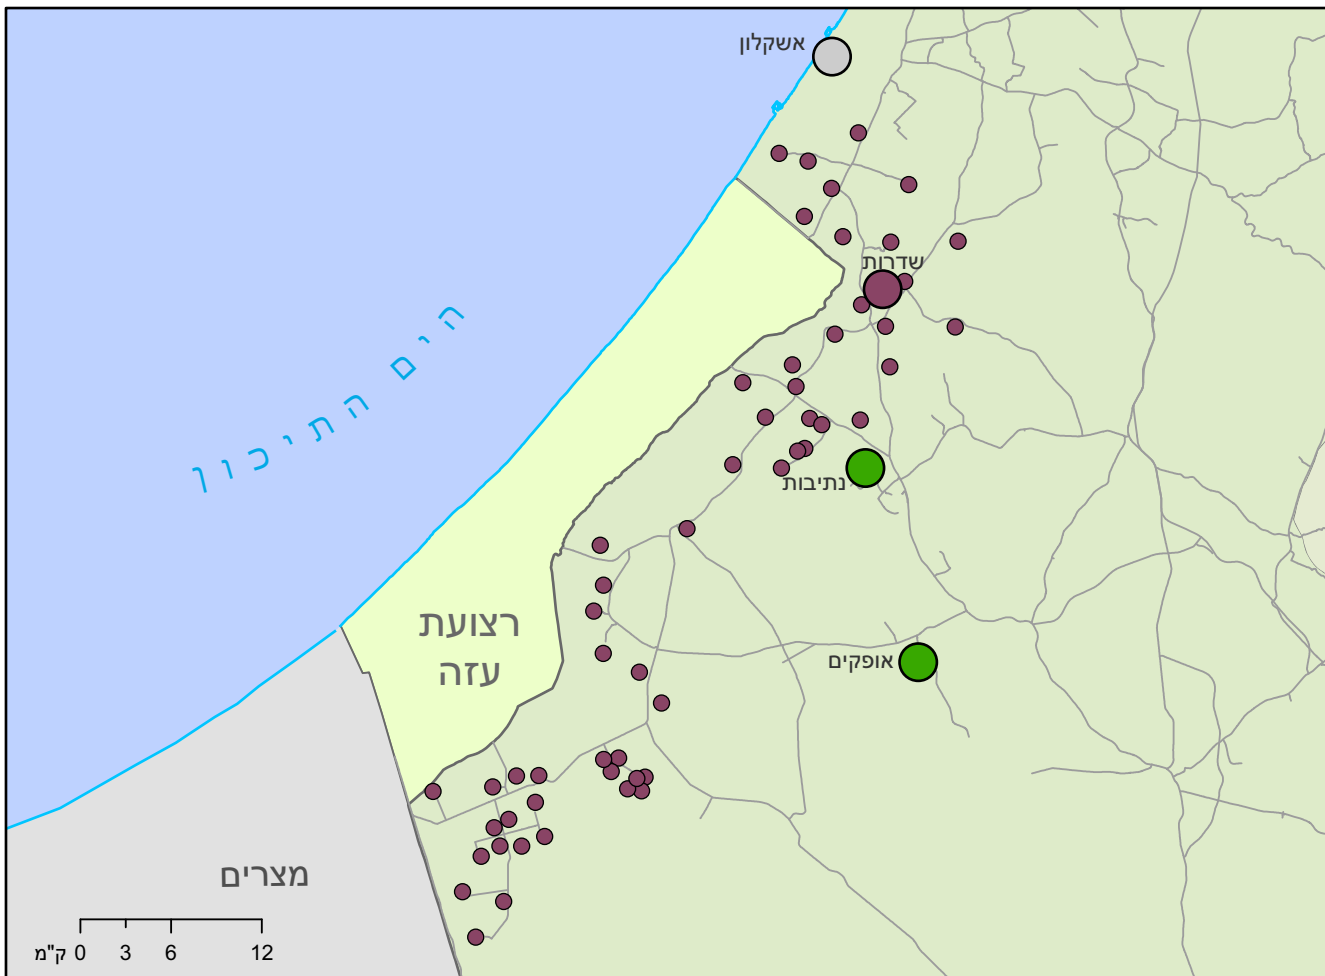 אשקלון
שדרות
הים התיכון
נתיבות
רצועת
עזה
אופקים
מצרים
ק"מ 0 3 6 12